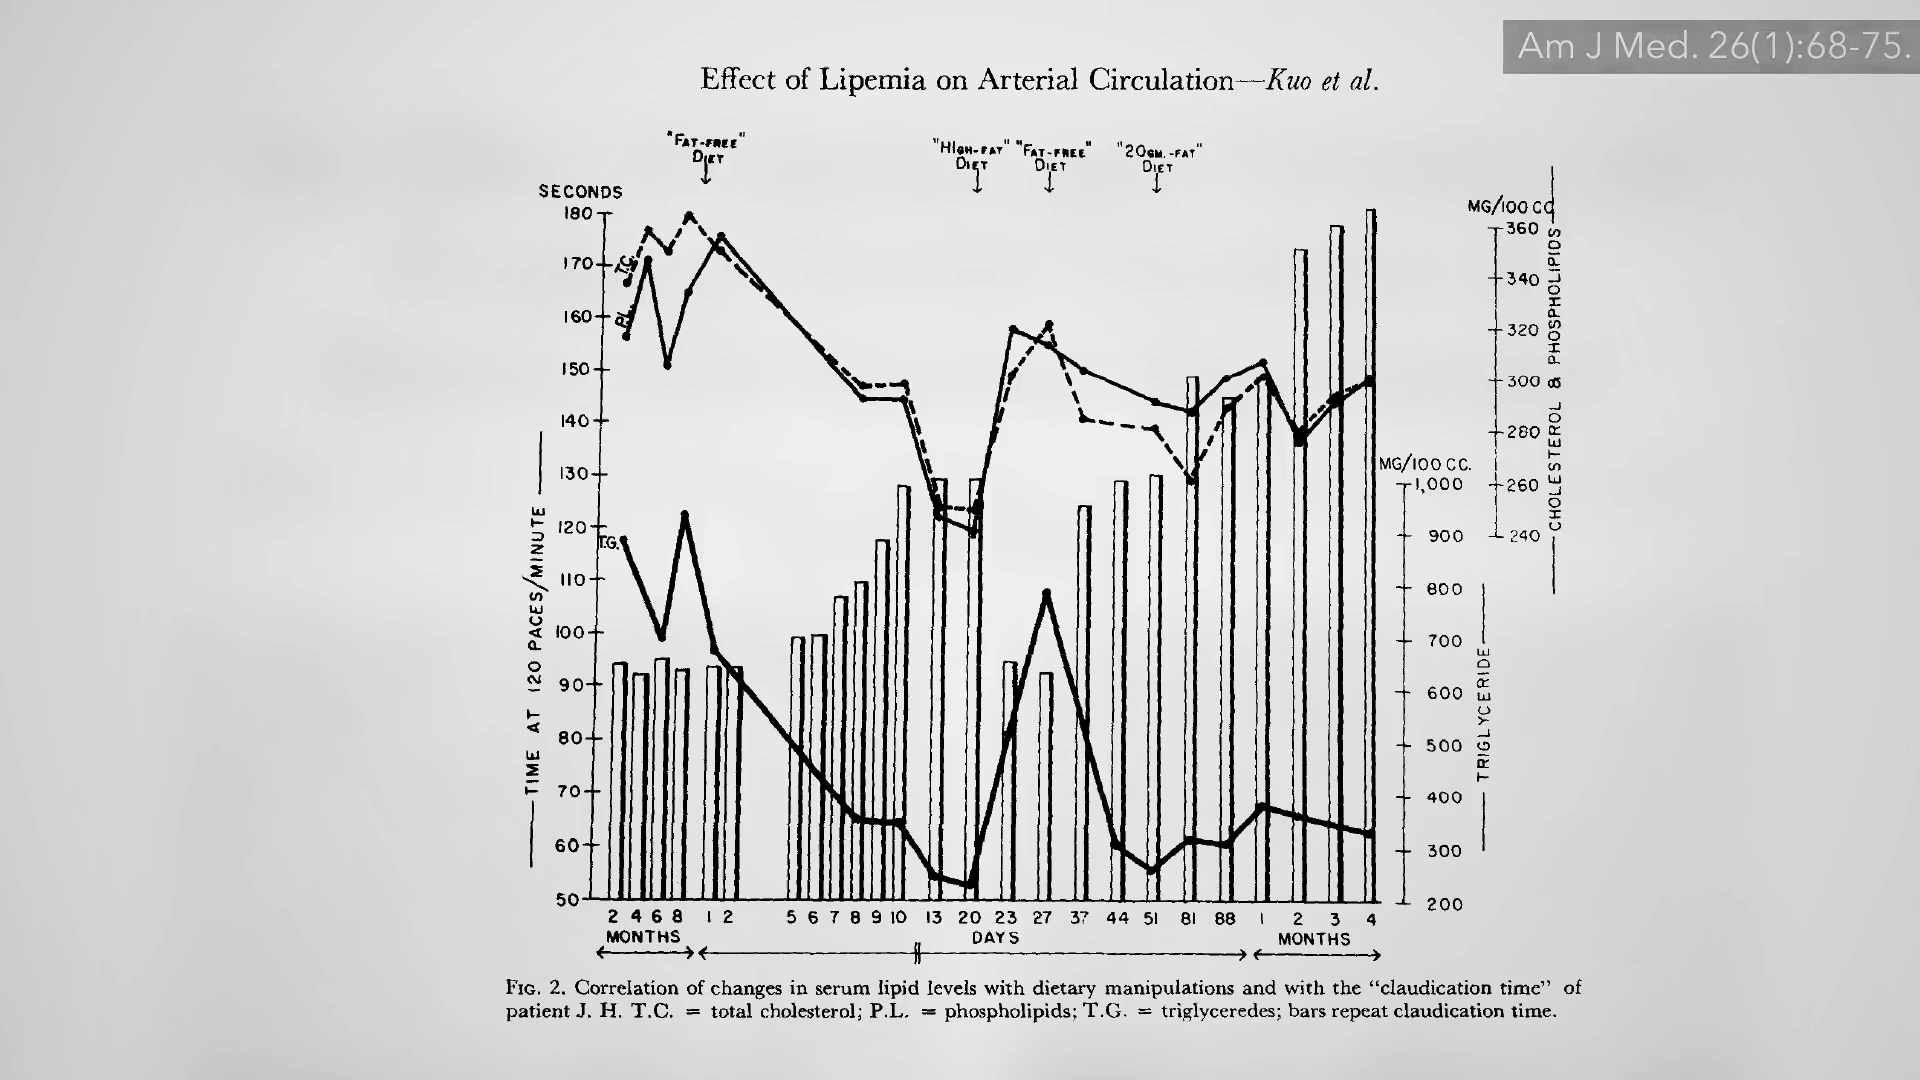 Am J Med. 26(1):68-75.
Effect of Lipemia on Arterial Circulation—Kuo et al.
"FAT-FREE" DIET
"HIGH-FAT" DIET
"FAT-FREE" DIET
"20GM.-FAT" DIET
SECONDS
180
170
160
150
140
130
120
110
100
90
80
70
60
50
TIME AT 120 PACES/MINUTE
T.C.
P.L.
T.G.
MG/100 CC
360
340
320
300
280
260
240
CHOLESTEROL & PHOSPHOLIPIDS
MG/100 CC.
1,000
900
800
700
600
500
400
300
200
TRIGLYCERIDE
2 4 6 8 1 2 5 6 7 8 9 10 13 20 23 27 37 44 51 81 88 1 2 3 4
MONTHS DAYS MONTHS
FIG. 2. Correlation of changes in serum lipid levels with dietary manipulations and with the “claudication time” of
patient J. H. T.C. = total cholesterol; P.L. = phospholipids; T.G. = triglyceredes; bars repeat claudication time.